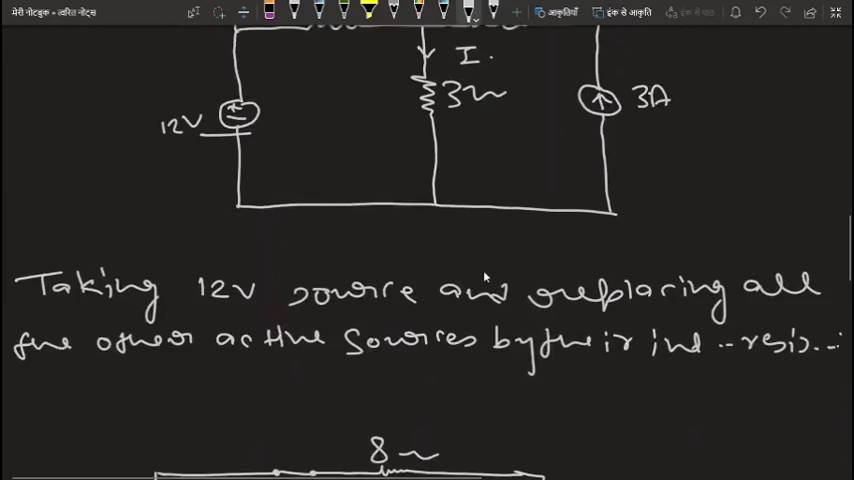 मेरी नोटबुक – त्वरित नोट्स
आकृतियाँ
इंक से आकृति
इंक से पाठ
I.
3Ω
12V
3A
Taking 12V source and replacing all
the other active Sources by their ind -- resis...
8Ω